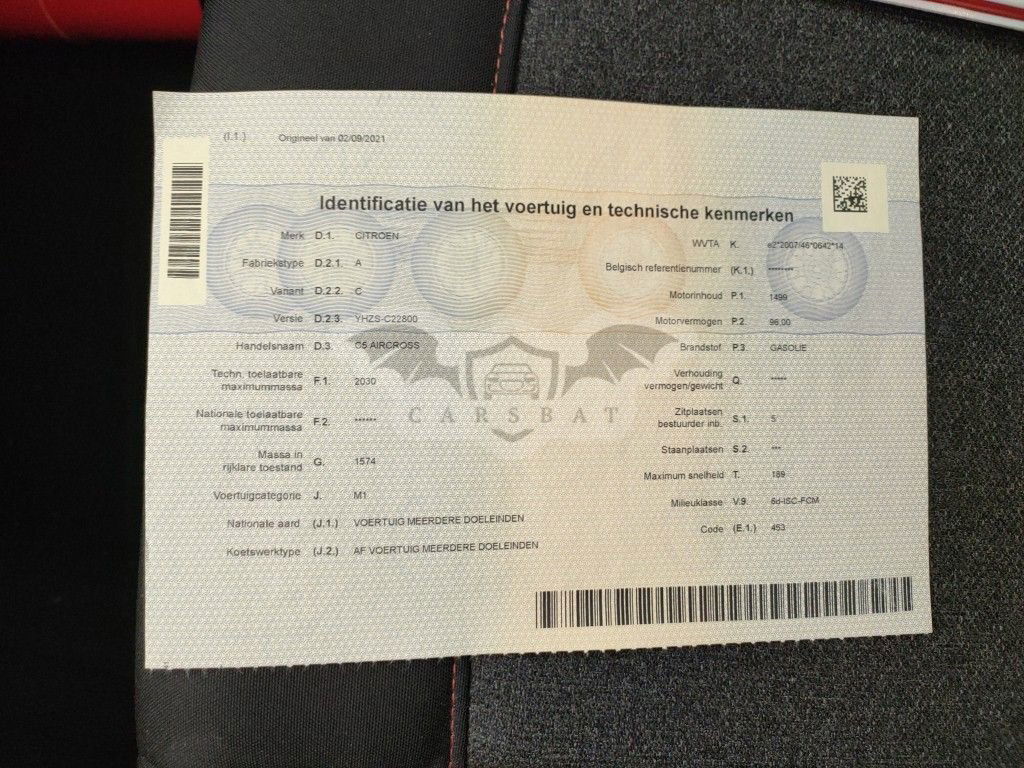 (I.1.) Origineel van 02/09/2021
Identificatie van het voertuig en technische kenmerken
Merk D.1. CITROEN
Fabriekstype D.2.1. A
Variant D.2.2. C
Versie D.2.3. YHZS-C22800
Handelsnaam D.3. C5 AIRCROSS
Techn. toelaatbare
maximummassa F.1. 2030
Nationale toelaatbare
maximummassa F.2. ******
Massa in
rijklare toestand G. 1574
Voertuigcategorie J. M1
Nationale aard (J.1.) VOERTUIG MEERDERE DOELEINDEN
Koetswerktype (J.2.) AF VOERTUIG MEERDERE DOELEINDEN
WVTA K. e2*2007/46*0642*14
Belgisch referentienummer (K.1.) ********
Motorinhoud P.1. 1499
Motorvermogen P.2. 96.00
Brandstof P.3. GASOLIE
Verhouding
vermogen/gewicht Q. *****
Zitplaatsen
bestuurder inb. S.1. 5
Staanplaatsen S.2. ***
Maximum snelheid T. 189
Milieuklasse V.9. 6d-ISC-FCM
Code (E.1.) 453
CARSBAT